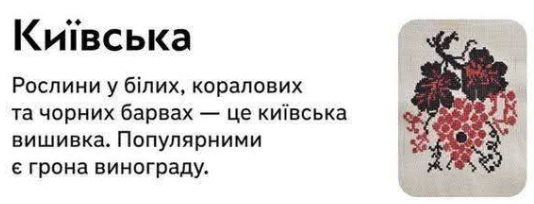 Київська
Рослини у білих, коралових
та чорних барвах — це київська
вишивка. Популярними
є грона винограду.